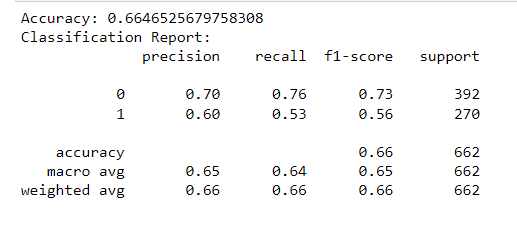 Accuracy: 0.6646525679758308
Classification Report:
precision recall f1-score support
0 0.70 0.76 0.73 392
1 0.60 0.53 0.56 270
accuracy 0.66 662
macro avg 0.65 0.64 0.65 662
weighted avg 0.66 0.66 0.66 662